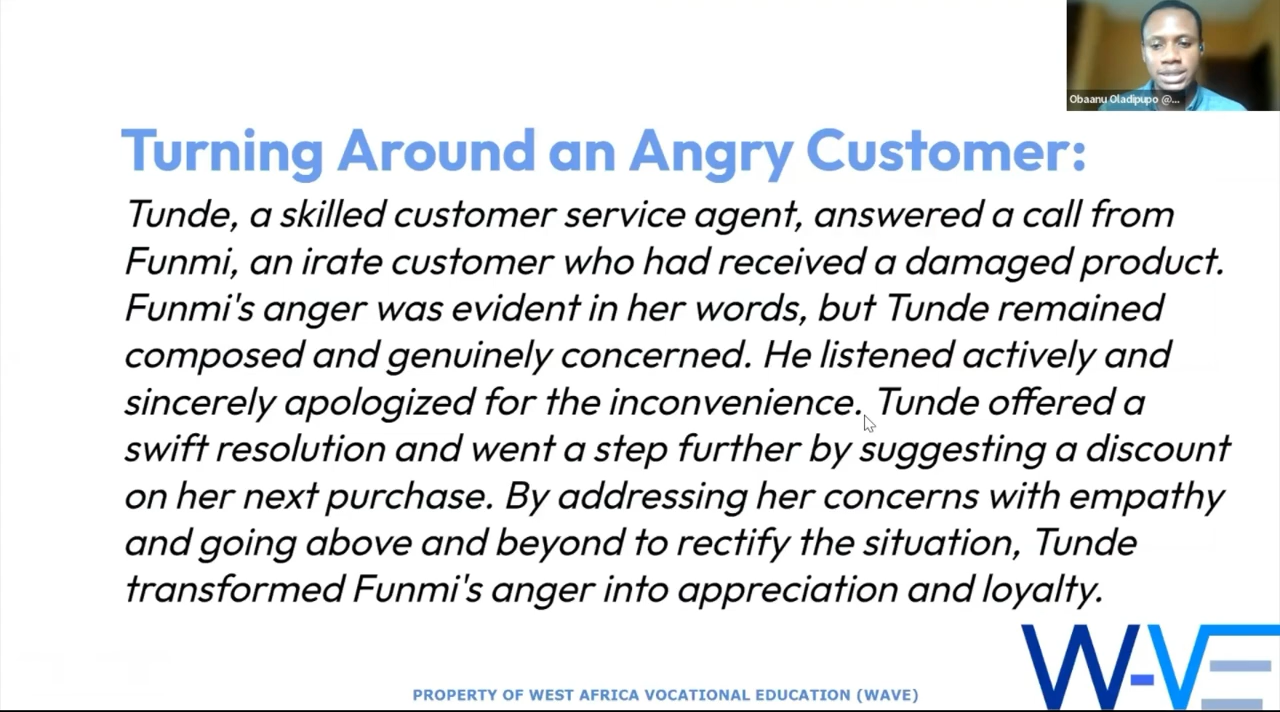 Obaanu Oladipupo @...
Turning Around an Angry Customer:
Tunde, a skilled customer service agent, answered a call from
Funmi, an irate customer who had received a damaged product.
Funmi's anger was evident in her words, but Tunde remained
composed and genuinely concerned. He listened actively and
sincerely apologized for the inconvenience. Tunde offered a
swift resolution and went a step further by suggesting a discount
on her next purchase. By addressing her concerns with empathy
and going above and beyond to rectify the situation, Tunde
transformed Funmi's anger into appreciation and loyalty.
W-VE
PROPERTY OF WEST AFRICA VOCATIONAL EDUCATION (WAVE)